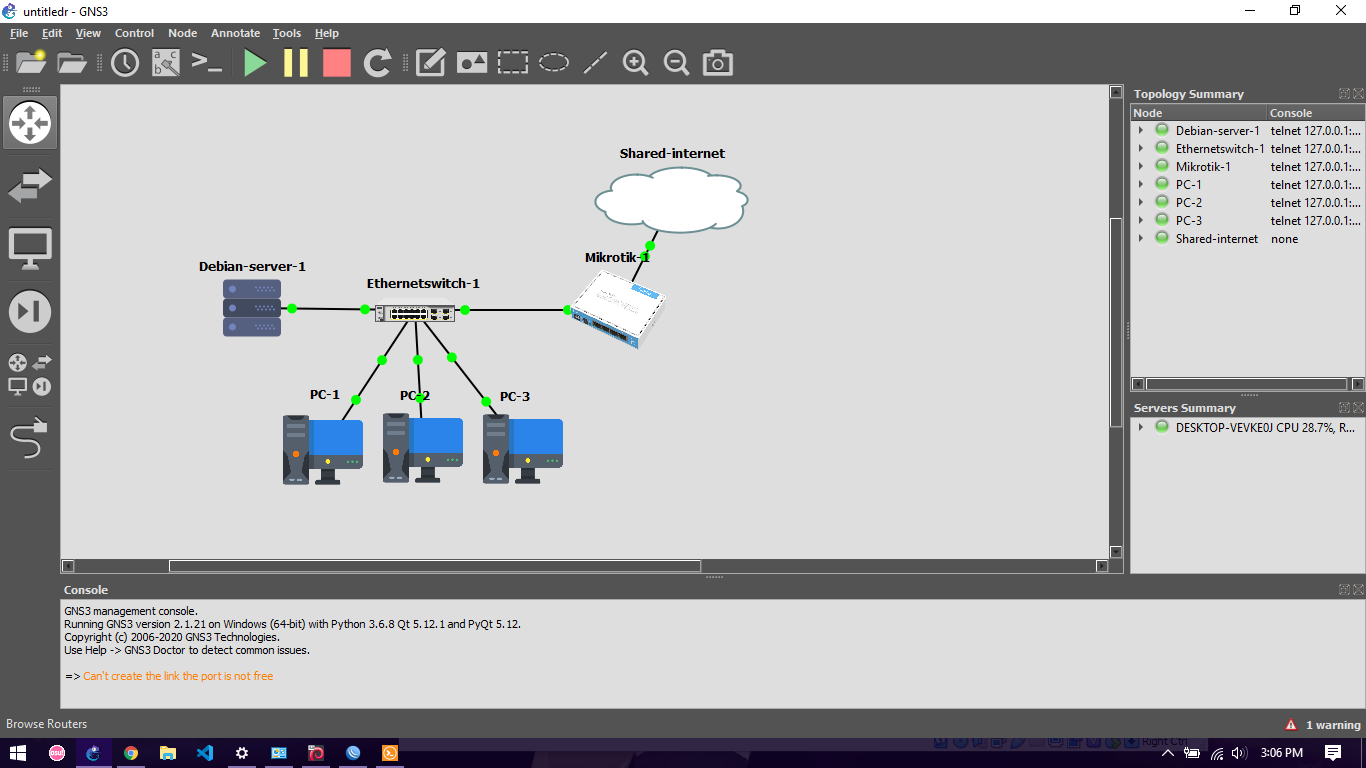 untitledr - GNS3
File Edit View Control Node Annotate Tools Help
Topology Summary
Node Console
Debian-server-1 telnet 127.0.0.1:...
Ethernetswitch-1 telnet 127.0.0.1:...
Mikrotik-1 telnet 127.0.0.1:...
PC-1 telnet 127.0.0.1:...
PC-2 telnet 127.0.0.1:...
PC-3 telnet 127.0.0.1:...
Shared-internet none
Shared-internet
Mikrotik-1
Debian-server-1
Ethernetswitch-1
PC-1
PC-2
PC-3
Servers Summary
DESKTOP-VEVKE0J CPU 28.7%, R...
Console
GNS3 management console.
Running GNS3 version 2.1.21 on Windows (64-bit) with Python 3.6.8 Qt 5.12.1 and PyQt 5.12.
Copyright (c) 2006-2020 GNS3 Technologies.
Use Help -> GNS3 Doctor to detect common issues.
=> Can't create the link the port is not free
Browse Routers
1 warning
Right Ctrl
osu!
3:06 PM